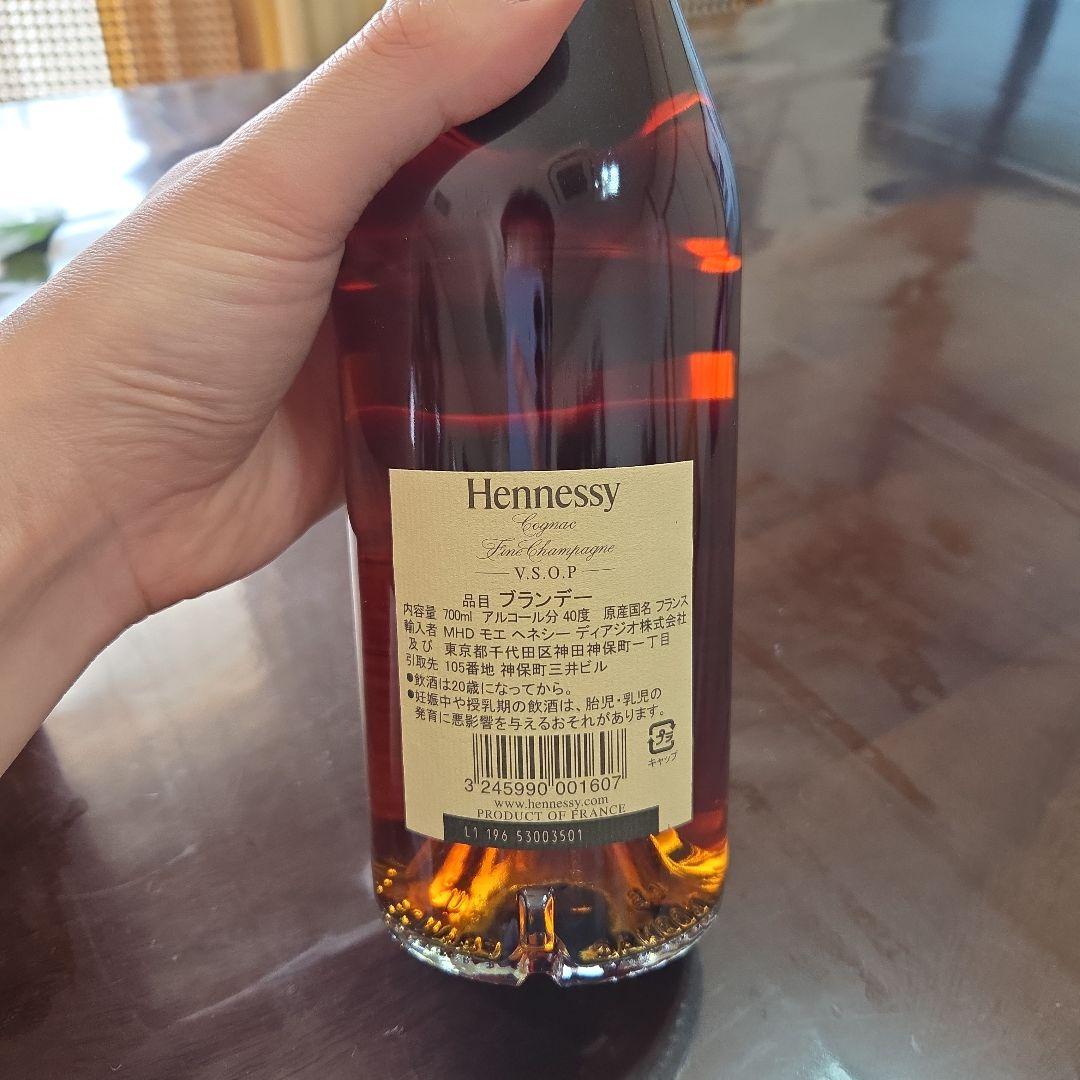 Hennessy
Cognac
Fine Champagne
V.S.O.P
品目 ブランデー
内容量 700ml アルコール分 40度 原産国名 フランス
輸入者 MHD モエ ヘネシー ディアジオ株式会社
及び 東京都千代田区神田神保町一丁目
引取先 105番地 神保町三井ビル
●飲酒は20歳になってから。
●妊娠中や授乳期の飲酒は、胎児・乳児の
発育に悪影響を与えるおそれがあります。
プラ
キャップ
3 245990 001607
www.hennessy.com
PRODUCT OF FRANCE
L1 196 53003501